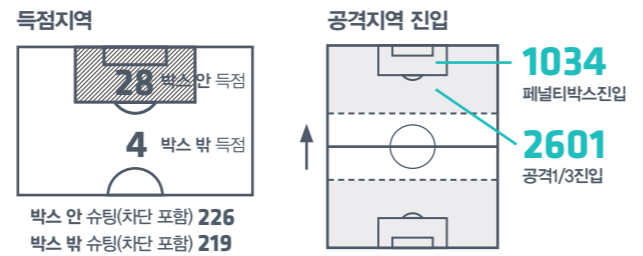 득점지역
28 박스 안 득점
4 박스 밖 득점
박스 안 슈팅(차단 포함) 226
박스 밖 슈팅(차단 포함) 219
공격지역 진입
1034
페널티박스진입
2601
공격1/3진입